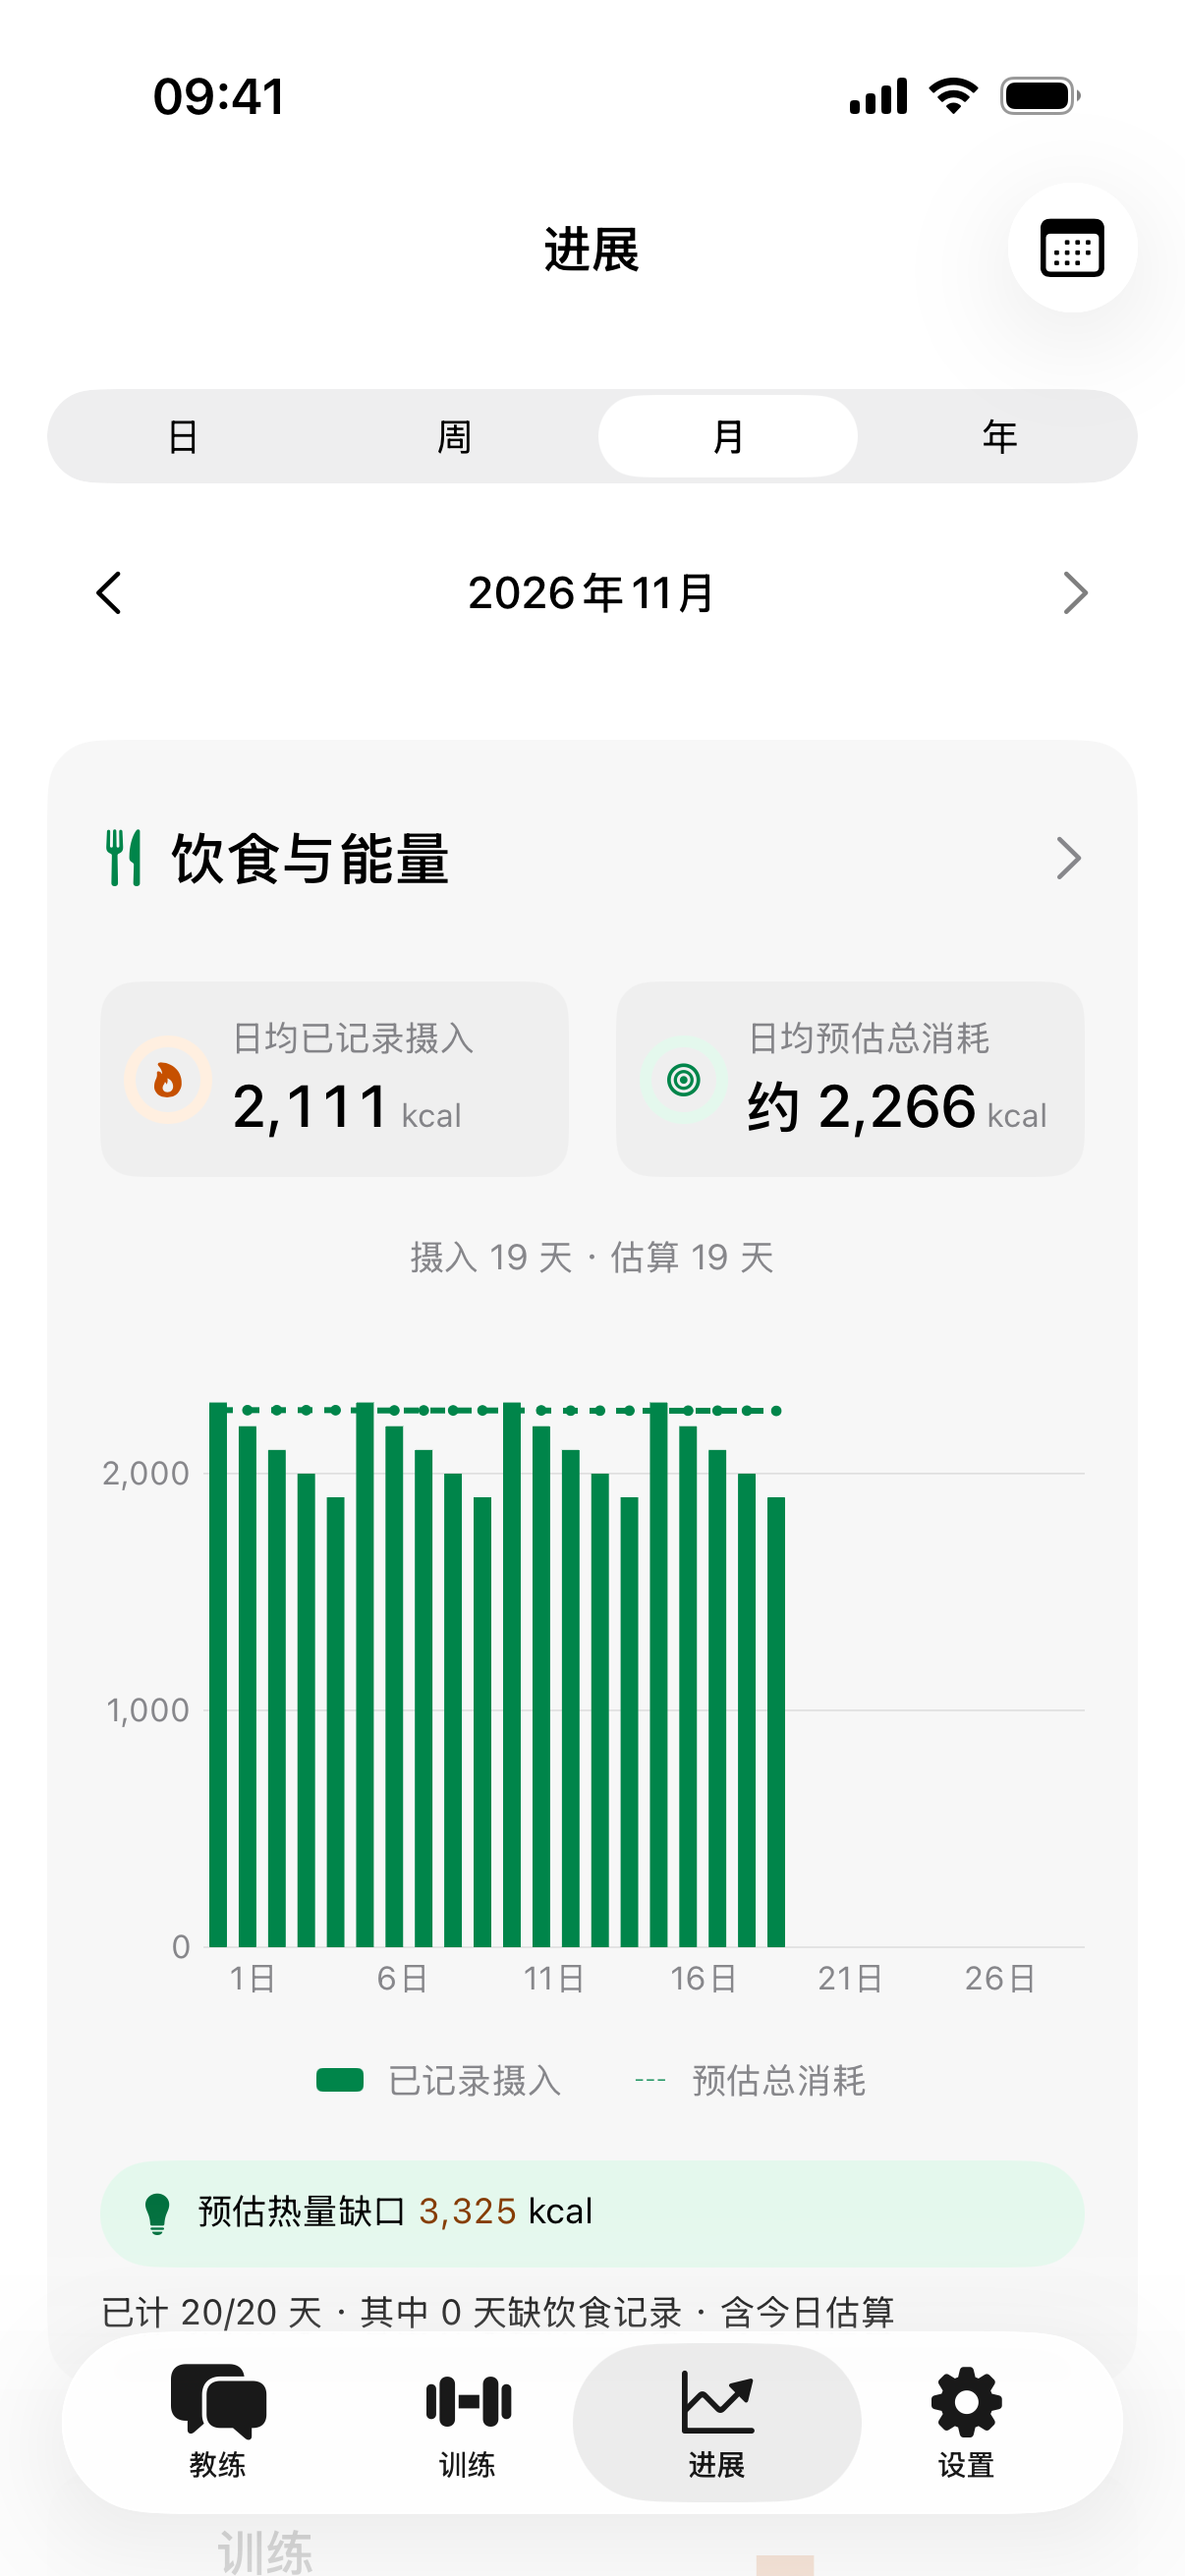 09:41
进展
日 周 月 年
2026年11月
饮食与能量
日均已记录摄入
2,111 kcal
日均预估总消耗
约 2,266 kcal
摄入 19 天 · 估算 19 天
2,000
1,000
0
1日 6日 11日 16日 21日 26日
已记录摄入 预估总消耗
预估热量缺口 3,325 kcal
已计 20/20 天 · 其中 0 天缺饮食记录 · 含今日估算
教练 训练 进展 设置
训练